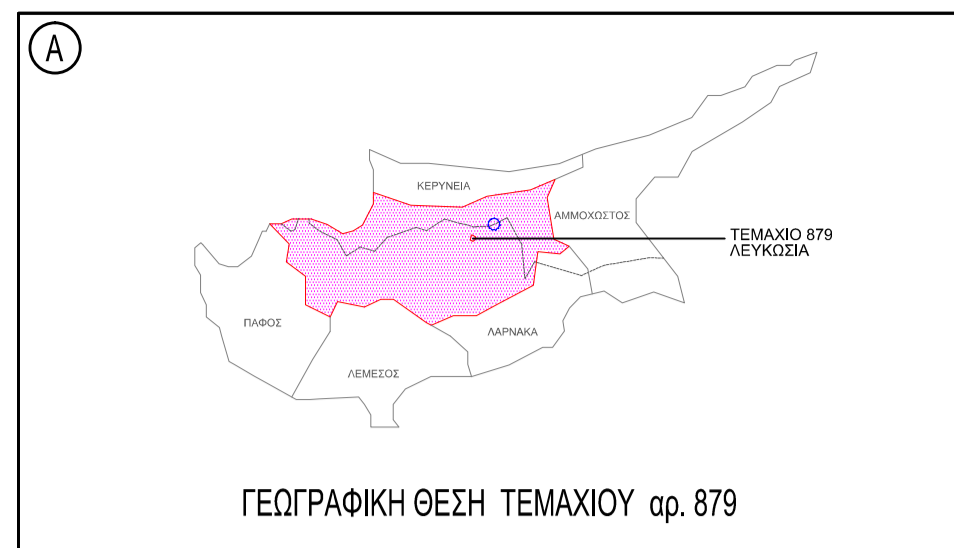 Α
ΚΕΡΥΝΕΙΑ
ΑΜΜΟΧΩΣΤΟΣ
ΤΕΜΑΧΙΟ 879
ΛΕΥΚΩΣΙΑ
ΠΑΦΟΣ
ΛΑΡΝΑΚΑ
ΛΕΜΕΣΟΣ
ΓΕΩΓΡΑΦΙΚΗ ΘΕΣΗ ΤΕΜΑΧΙΟΥ αρ. 879